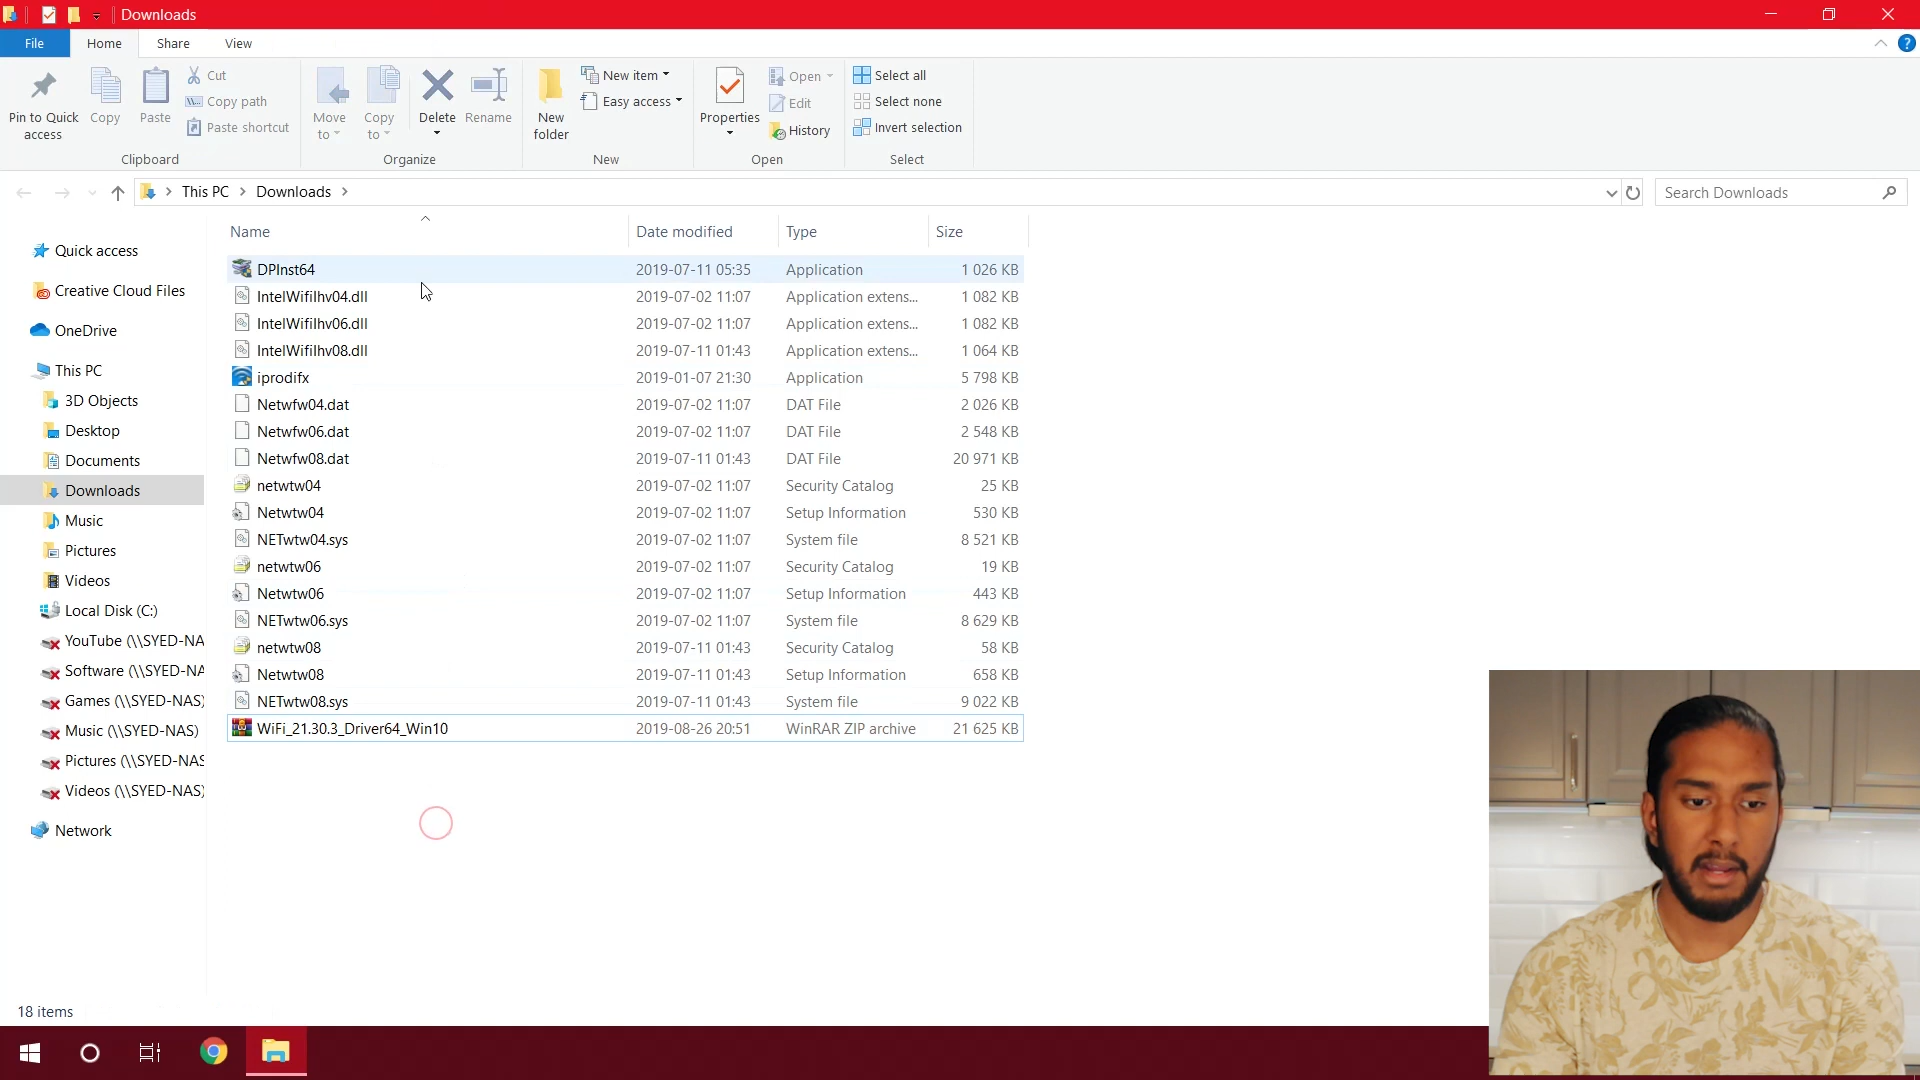 Downloads
File Home Share View
Pin to Quick access
Copy
Paste
Cut
Copy path
Paste shortcut
Clipboard
Move to
Copy to
Delete
Rename
Organize
New folder
New item
Easy access
New
Properties
Open
Edit
History
Open
Select all
Select none
Invert selection
Select
This PC Downloads
Search Downloads
Quick access
Creative Cloud Files
OneDrive
This PC
3D Objects
Desktop
Documents
Downloads
Music
Pictures
Videos
Local Disk (C:)
YouTube (\\SYED-NA
Software (\\SYED-NA
Games (\\SYED-NAS)
Music (\\SYED-NAS)
Pictures (\\SYED-NAS
Videos (\\SYED-NAS)
Network
Name Date modified Type Size
DPInst64 2019-07-11 05:35 Application 1 026 KB
IntelWifiIhv04.dll 2019-07-02 11:07 Application extens... 1 082 KB
IntelWifiIhv06.dll 2019-07-02 11:07 Application extens... 1 082 KB
IntelWifiIhv08.dll 2019-07-11 01:43 Application extens... 1 064 KB
iprodifx 2019-01-07 21:30 Application 5 798 KB
Netwfw04.dat 2019-07-02 11:07 DAT File 2 026 KB
Netwfw06.dat 2019-07-02 11:07 DAT File 2 548 KB
Netwfw08.dat 2019-07-11 01:43 DAT File 20 971 KB
netwtw04 2019-07-02 11:07 Security Catalog 25 KB
Netwtw04 2019-07-02 11:07 Setup Information 530 KB
NETwtw04.sys 2019-07-02 11:07 System file 8 521 KB
netwtw06 2019-07-02 11:07 Security Catalog 19 KB
Netwtw06 2019-07-02 11:07 Setup Information 443 KB
NETwtw06.sys 2019-07-02 11:07 System file 8 629 KB
netwtw08 2019-07-11 01:43 Security Catalog 58 KB
Netwtw08 2019-07-11 01:43 Setup Information 658 KB
NETwtw08.sys 2019-07-11 01:43 System file 9 022 KB
WiFi_21.30.3_Driver64_Win10 2019-08-26 20:51 WinRAR ZIP archive 21 625 KB
18 items